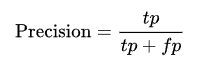 Precision = tp / (tp + fp)